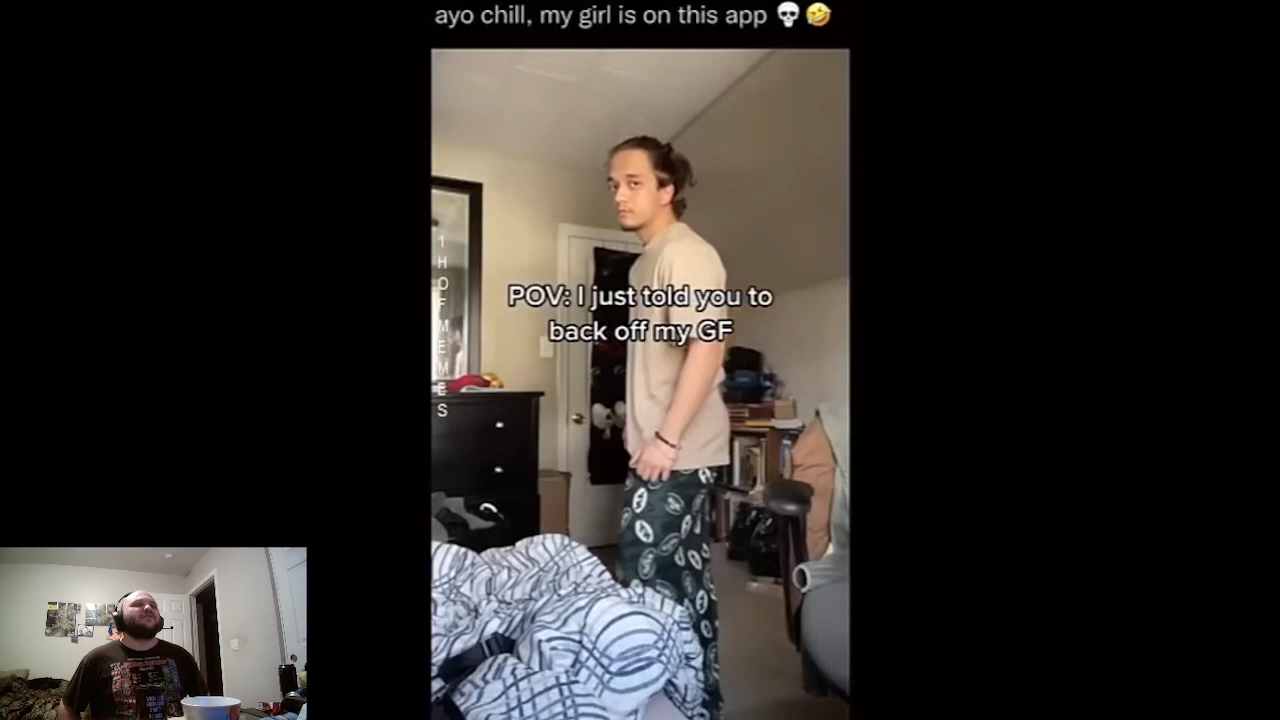 ayo chill, my girl is on this app 💀🤣
POV: I just told you to
back off my GF
1HOFMEMES